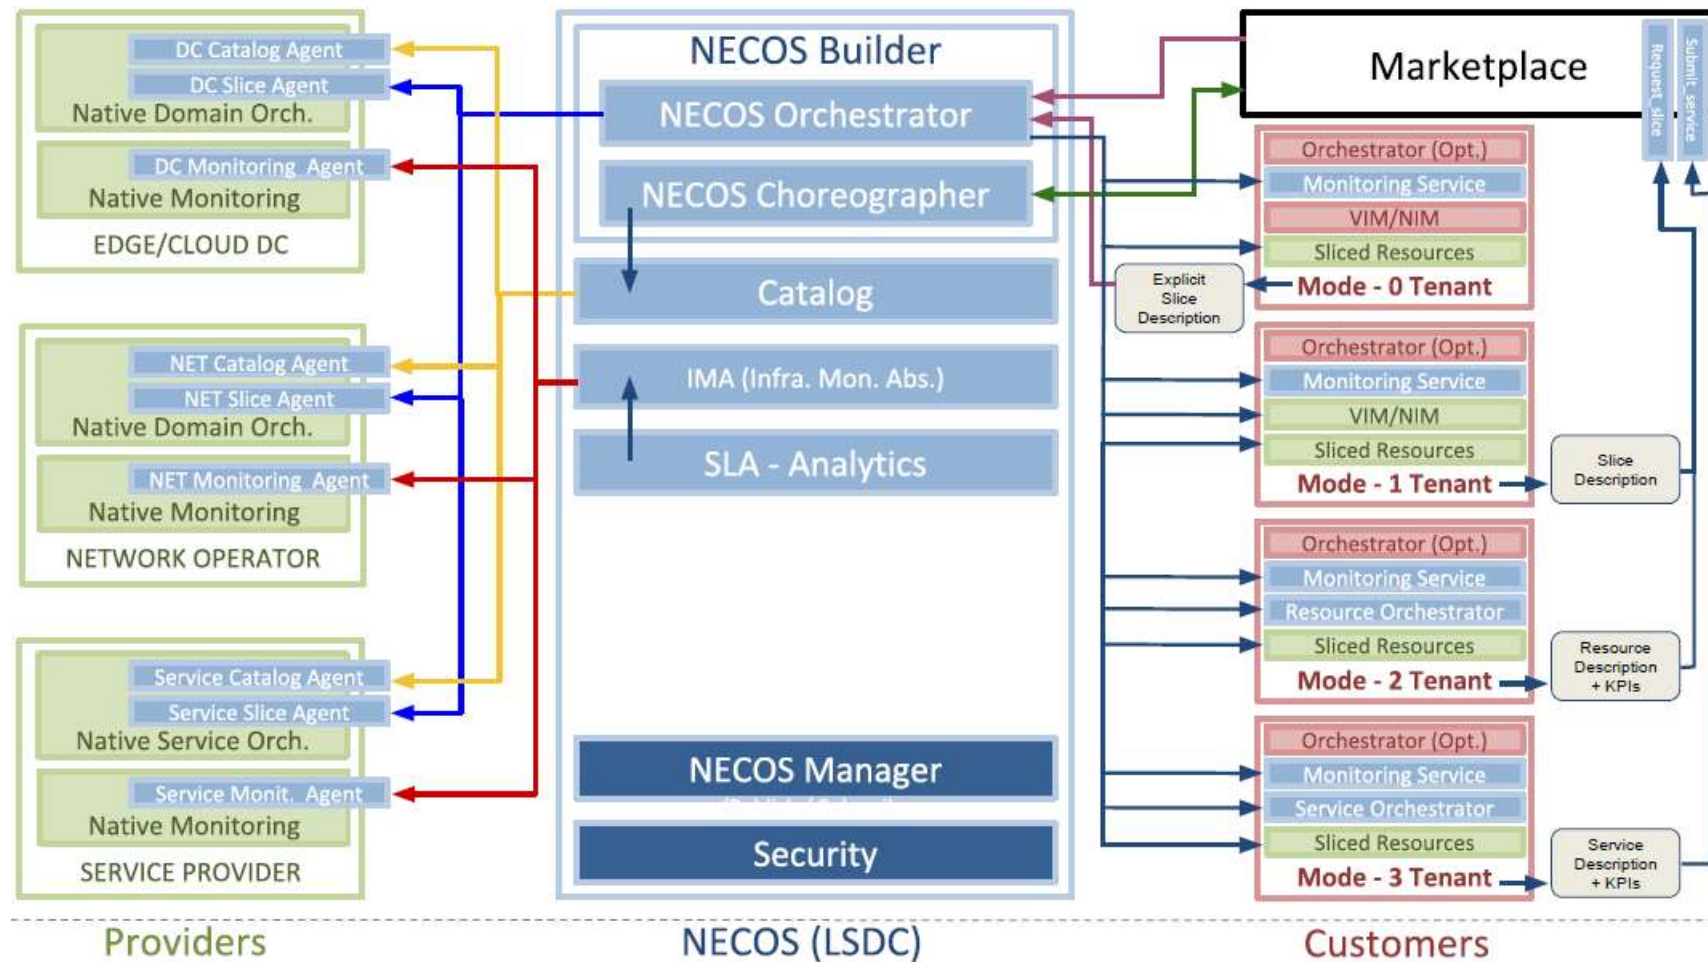 DC Catalog Agent
DC Slice Agent
Native Domain Orch.
DC Monitoring Agent
Native Monitoring
EDGE/CLOUD DC
NET Catalog Agent
NET Slice Agent
Native Domain Orch.
NET Monitoring Agent
Native Monitoring
NETWORK OPERATOR
Service Catalog Agent
Service Slice Agent
Native Service Orch.
Service Monit. Agent
Native Monitoring
SERVICE PROVIDER
Providers
NECOS Builder
NECOS Orchestrator
NECOS Choreographer
Catalog
IMA (Infra. Mon. Abs.)
SLA - Analytics
NECOS Manager
Security
NECOS (LSDC)
Marketplace
Request_slice
Submit_service
Orchestrator (Opt.)
Monitoring Service
VIM/NIM
Sliced Resources
Mode - 0 Tenant
Explicit
Slice
Description
Orchestrator (Opt.)
Monitoring Service
VIM/NIM
Sliced Resources
Mode - 1 Tenant
Slice
Description
Orchestrator (Opt.)
Monitoring Service
Resource Orchestrator
Sliced Resources
Mode - 2 Tenant
Resource
Description
+ KPIs
Orchestrator (Opt.)
Monitoring Service
Service Orchestrator
Sliced Resources
Mode - 3 Tenant
Service
Description
+ KPIs
Customers